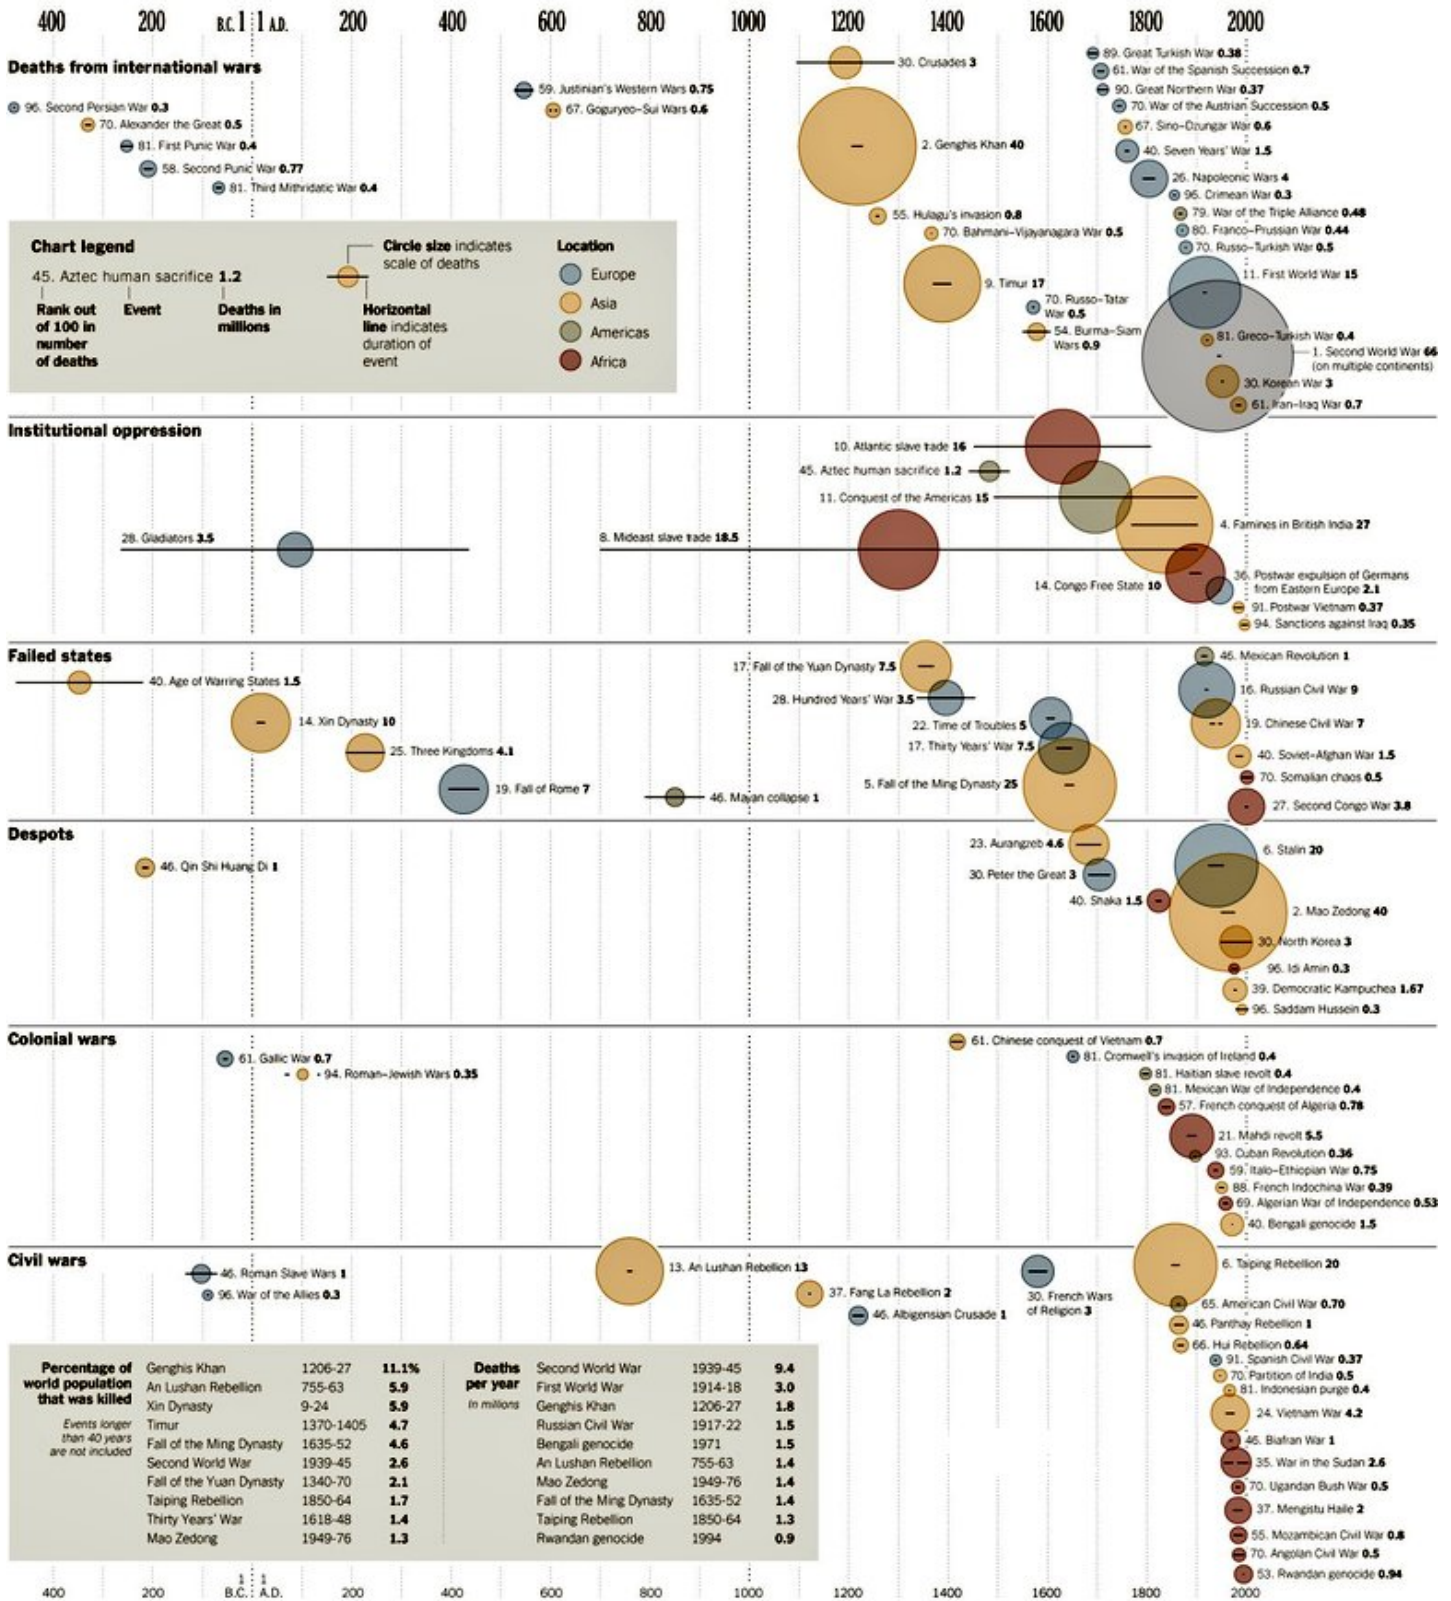 400 200 B.C. 1 1 A.D. 200 400 600 800 1000 1200 1400 1600 1800 2000
Deaths from international wars
96. Second Persian War 0.3
70. Alexander the Great 0.5
81. First Punic War 0.4
58. Second Punic War 0.77
81. Third Mithridatic War 0.4
59. Justinian's Western Wars 0.75
67. Goguryeo–Sui Wars 0.6
30. Crusades 3
2. Genghis Khan 40
55. Hulagu's invasion 0.8
70. Bahmani–Vijayanagara War 0.5
9. Timur 17
70. Russo–Tatar
War 0.5
54. Burma–Siam
Wars 0.9
89. Great Turkish War 0.38
61. War of the Spanish Succession 0.7
90. Great Northern War 0.37
70. War of the Austrian Succession 0.5
67. Sino–Dzungar War 0.6
40. Seven Years' War 1.5
26. Napoleonic Wars 4
96. Crimean War 0.3
79. War of the Triple Alliance 0.48
80. Franco–Prussian War 0.44
70. Russo–Turkish War 0.5
11. First World War 15
81. Greco–Turkish War 0.4
1. Second World War 66
(on multiple continents)
30. Korean War 3
61. Iran–Iraq War 0.7
Chart legend
45. Aztec human sacrifice 1.2
Rank out
of 100 in
number
of deaths
Event
Deaths in
millions
Circle size indicates
scale of deaths
Horizontal
line indicates
duration of
event
Location
Europe
Asia
Americas
Africa
Institutional oppression
28. Gladiators 3.5
8. Mideast slave trade 18.5
10. Atlantic slave trade 16
45. Aztec human sacrifice 1.2
11. Conquest of the Americas 15
4. Famines in British India 27
14. Congo Free State 10
36. Postwar expulsion of Germans
from Eastern Europe 2.1
91. Postwar Vietnam 0.37
94. Sanctions against Iraq 0.35
Failed states
40. Age of Warring States 1.5
14. Xin Dynasty 10
25. Three Kingdoms 4.1
19. Fall of Rome 7
46. Mayan collapse 1
17. Fall of the Yuan Dynasty 7.5
28. Hundred Years' War 3.5
22. Time of Troubles 5
17. Thirty Years' War 7.5
5. Fall of the Ming Dynasty 25
46. Mexican Revolution 1
16. Russian Civil War 9
19. Chinese Civil War 7
40. Soviet–Afghan War 1.5
70. Somalian chaos 0.5
27. Second Congo War 3.8
Despots
46. Qin Shi Huang Di 1
23. Aurangzeb 4.6
30. Peter the Great 3
40. Shaka 1.5
6. Stalin 20
2. Mao Zedong 40
30. North Korea 3
96. Idi Amin 0.3
39. Democratic Kampuchea 1.67
96. Saddam Hussein 0.3
Colonial wars
61. Gallic War 0.7
94. Roman–Jewish Wars 0.35
61. Chinese conquest of Vietnam 0.7
81. Cromwell's invasion of Ireland 0.4
81. Haitian slave revolt 0.4
81. Mexican War of Independence 0.4
57. French conquest of Algeria 0.78
21. Mahdi revolt 5.5
93. Cuban Revolution 0.36
59. Italo–Ethiopian War 0.75
88. French Indochina War 0.39
69. Algerian War of Independence 0.53
40. Bengali genocide 1.5
Civil wars
46. Roman Slave Wars 1
96. War of the Allies 0.3
13. An Lushan Rebellion 13
37. Fang La Rebellion 2
46. Albigensian Crusade 1
30. French Wars
of Religion 3
6. Taiping Rebellion 20
65. American Civil War 0.70
46. Panthay Rebellion 1
66. Hui Rebellion 0.64
91. Spanish Civil War 0.37
70. Partition of India 0.5
81. Indonesian purge 0.4
24. Vietnam War 4.2
46. Biafran War 1
35. War in the Sudan 2.6
70. Ugandan Bush War 0.5
37. Mengistu Haile 2
55. Mozambican Civil War 0.8
70. Angolan Civil War 0.5
53. Rwandan genocide 0.94
Percentage of
world population
that was killed
Events longer
than 40 years
are not included
Genghis Khan 1206-27 11.1%
An Lushan Rebellion 755-63 5.9
Xin Dynasty 9-24 5.9
Timur 1370-1405 4.7
Fall of the Ming Dynasty 1635-52 4.6
Second World War 1939-45 2.6
Fall of the Yuan Dynasty 1340-70 2.1
Taiping Rebellion 1850-64 1.7
Thirty Years' War 1618-48 1.4
Mao Zedong 1949-76 1.3
Deaths
per year
In millions
Second World War 1939-45 9.4
First World War 1914-18 3.0
Genghis Khan 1206-27 1.8
Russian Civil War 1917-22 1.5
Bengali genocide 1971 1.5
An Lushan Rebellion 755-63 1.4
Mao Zedong 1949-76 1.4
Fall of the Ming Dynasty 1635-52 1.4
Taiping Rebellion 1850-64 1.3
Rwandan genocide 1994 0.9
400 200 1 B.C. 1 A.D. 200 400 600 800 1000 1200 1400 1600 1800 2000